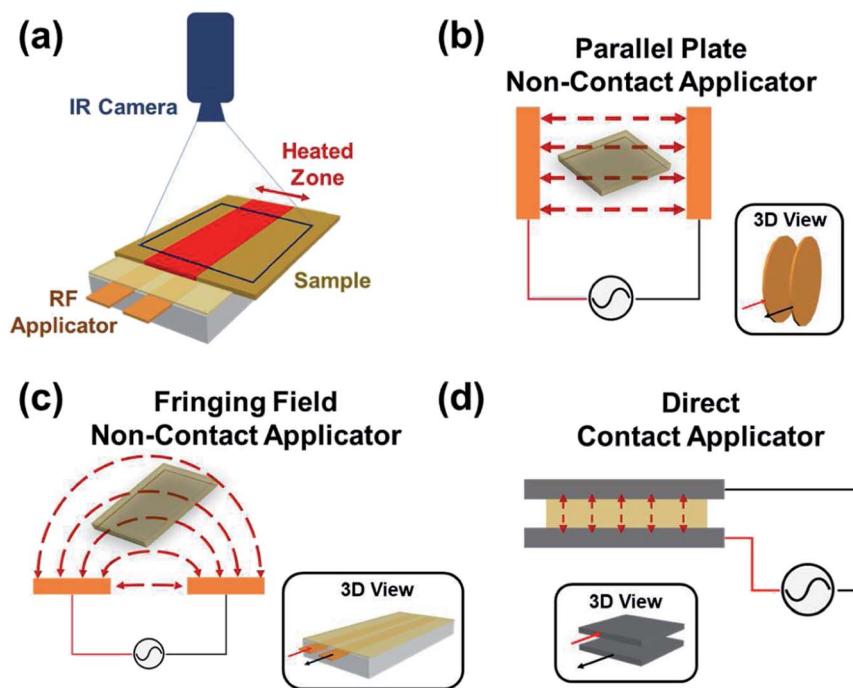 (a)
IR Camera
Heated
Zone
Sample
RF
Applicator
(b)
Parallel Plate
Non-Contact Applicator
3D View
(c)
Fringing Field
Non-Contact Applicator
3D View
(d)
Direct
Contact Applicator
3D View